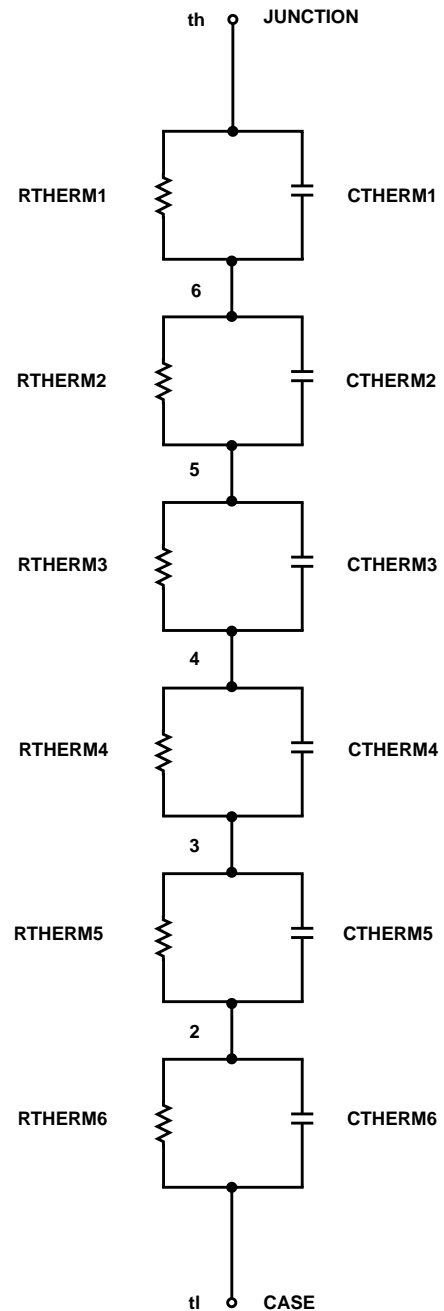 th JUNCTION
RTHERM1 CTHERM1
6
RTHERM2 CTHERM2
5
RTHERM3 CTHERM3
4
RTHERM4 CTHERM4
3
RTHERM5 CTHERM5
2
RTHERM6 CTHERM6
tl CASE